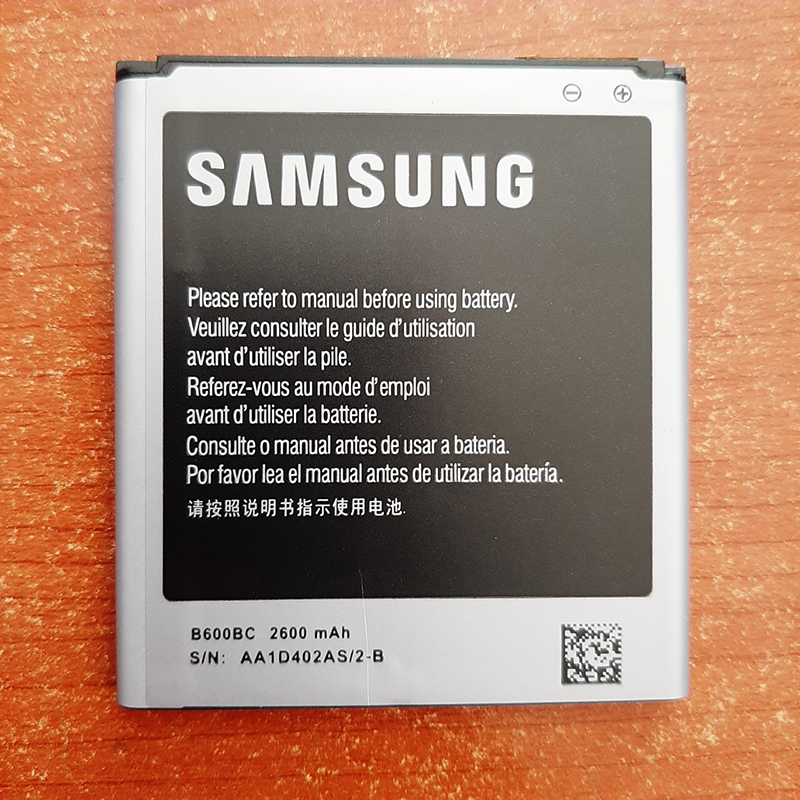 SAMSUNG
Please refer to manual before using battery.
Veuillez consulter le guide d'utilisation
avant d'utiliser la pile.
Referez-vous au mode d'emploi
avant d'utiliser la batterie.
Consulte o manual antes de usar a bateria.
Por favor lea el manual antes de utilizar la batería.
请按照说明书指示使用电池.
B600BC 2600 mAh
S/N: AA1D402AS/2-B